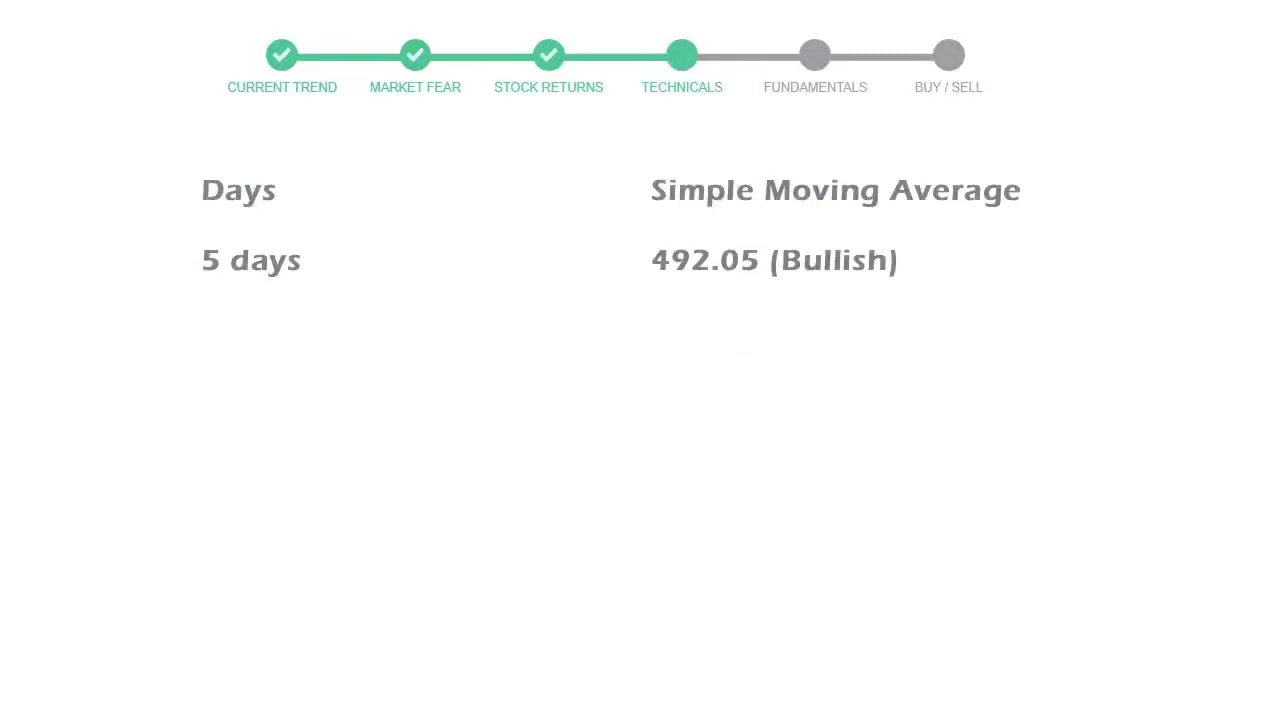 CURRENT TREND MARKET FEAR STOCK RETURNS TECHNICALS FUNDAMENTALS BUY / SELL
Days Simple Moving Average
5 days 492.05 (Bullish)